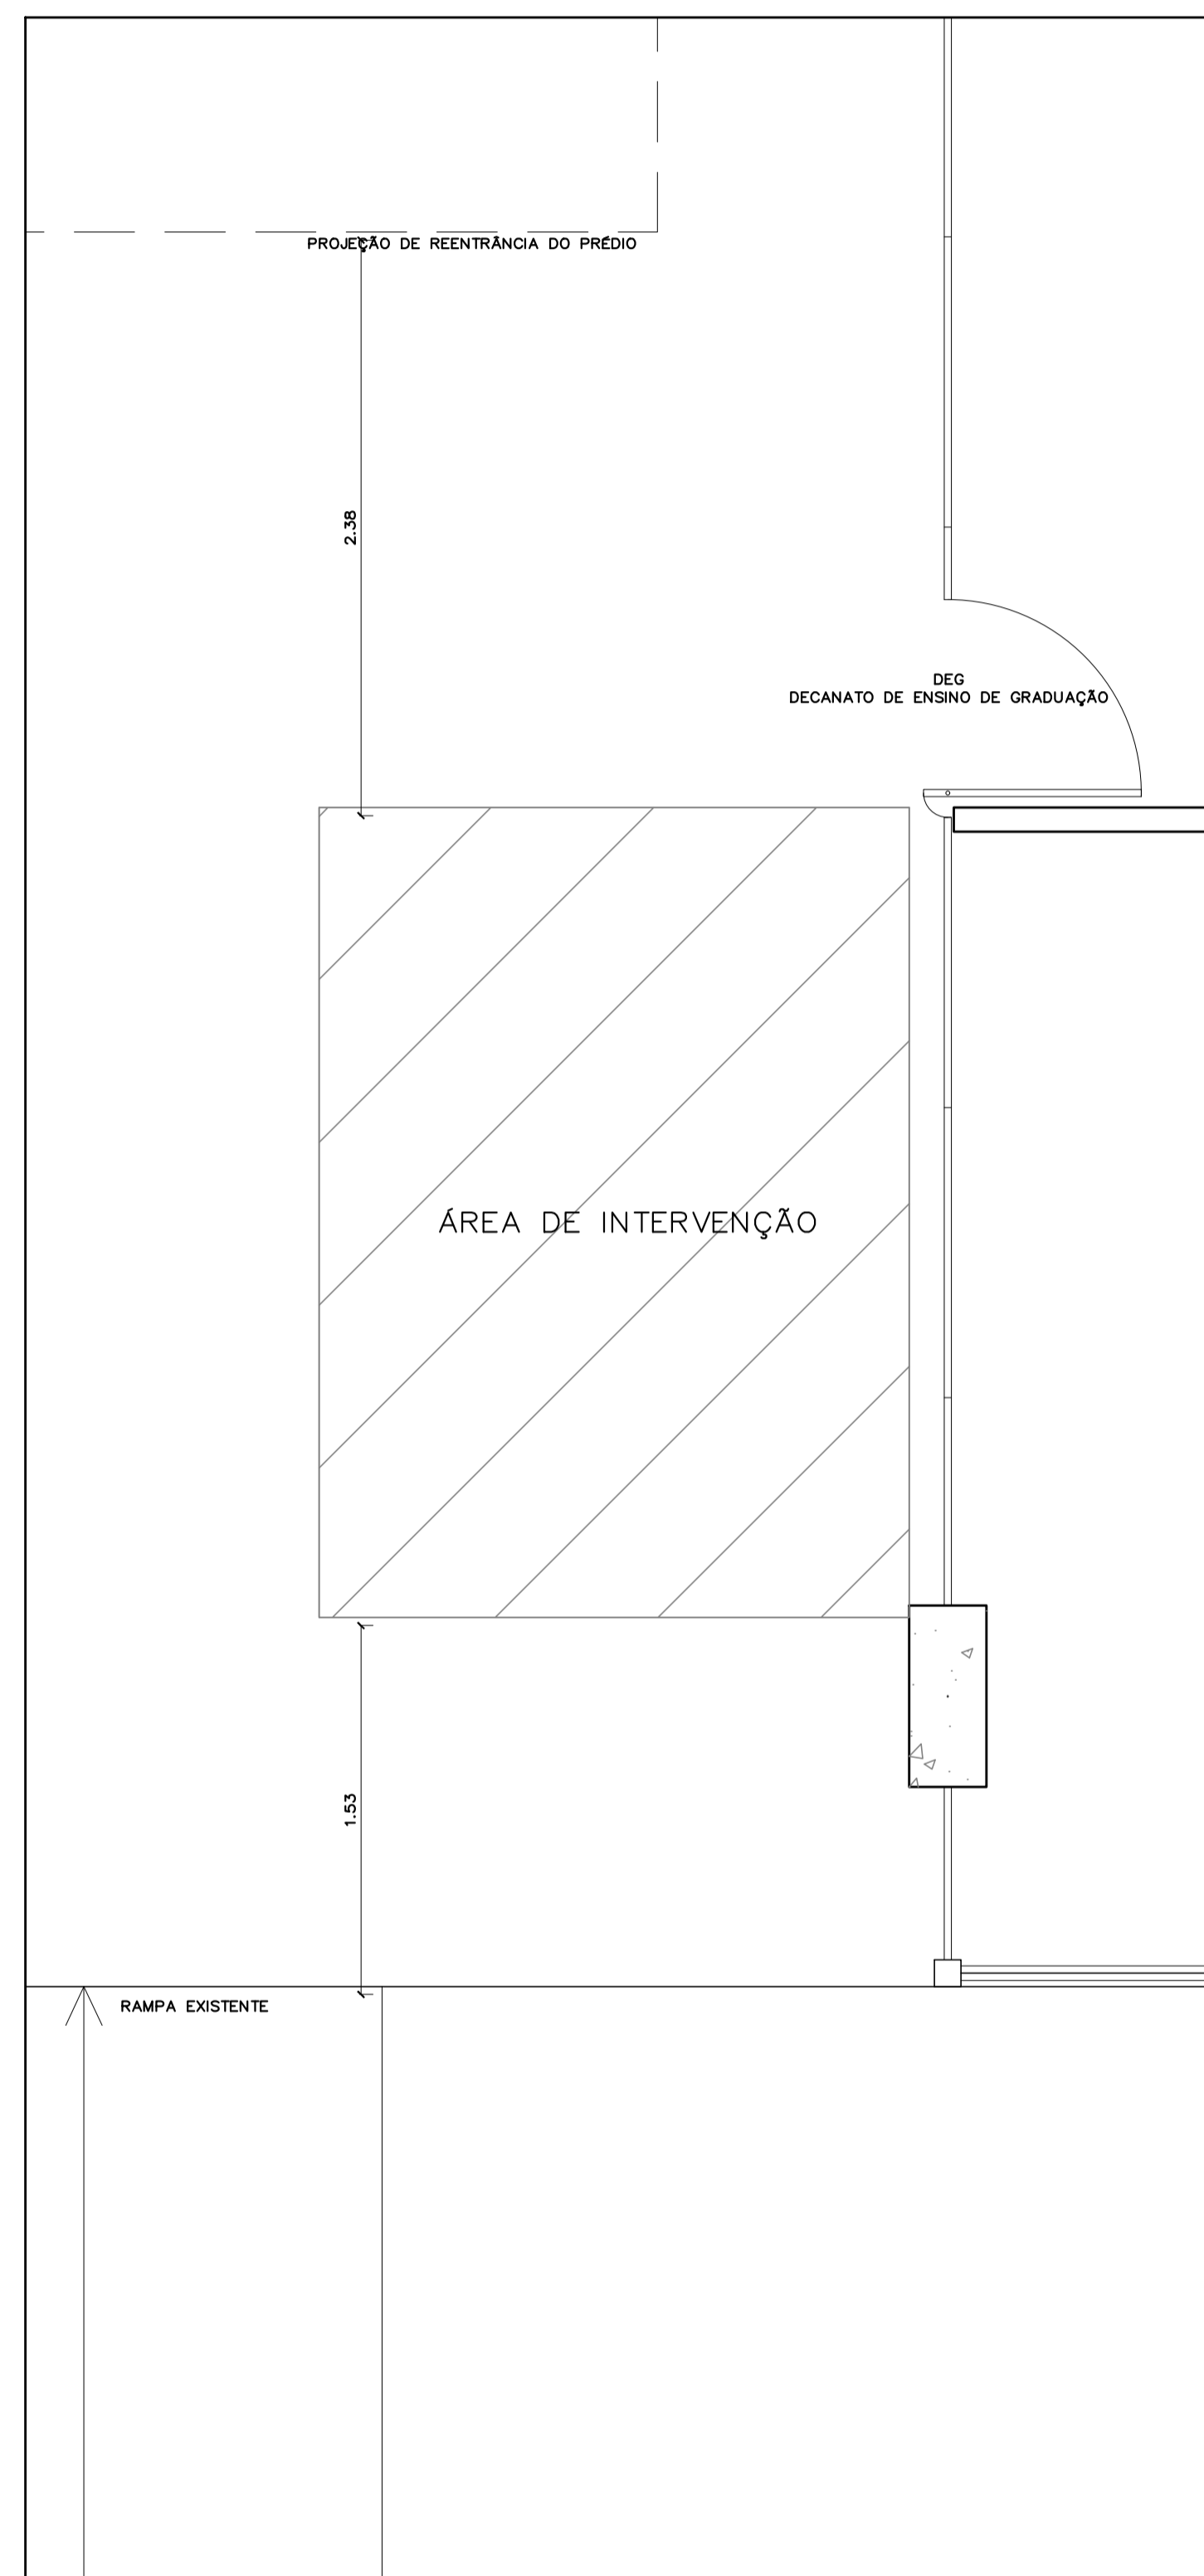 PROJEÇÃO DE REENTRÂNCIA DO PRÉDIO
2.38
DEG
DECANATO DE ENSINO DE GRADUAÇÃO
ÁREA DE INTERVENÇÃO
1.53
RAMPA EXISTENTE